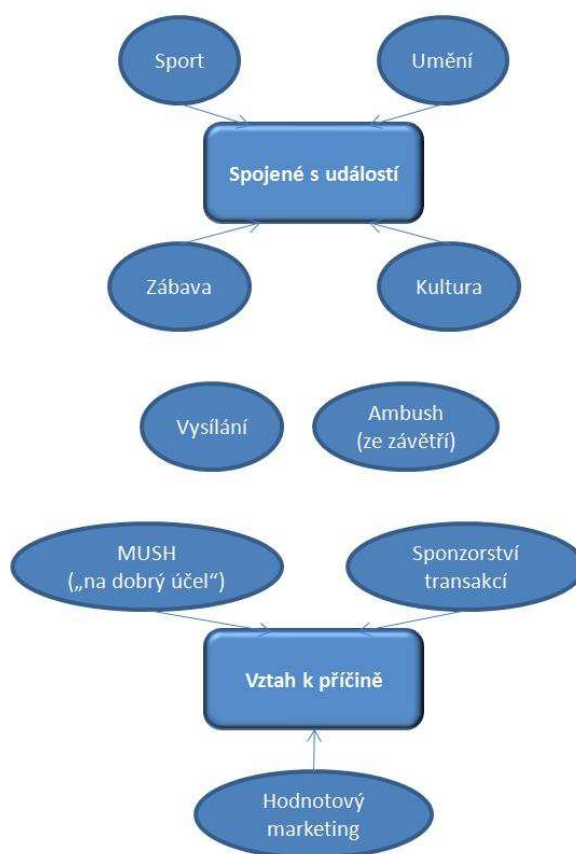 Sport
Umění
Spojené s událostí
Zábava
Kultura
Vysílání
Ambush
(ze závětří)
MUSH
(„na dobrý účel“)
Sponzorství
transakcí
Vztah k příčině
Hodnotový
marketing